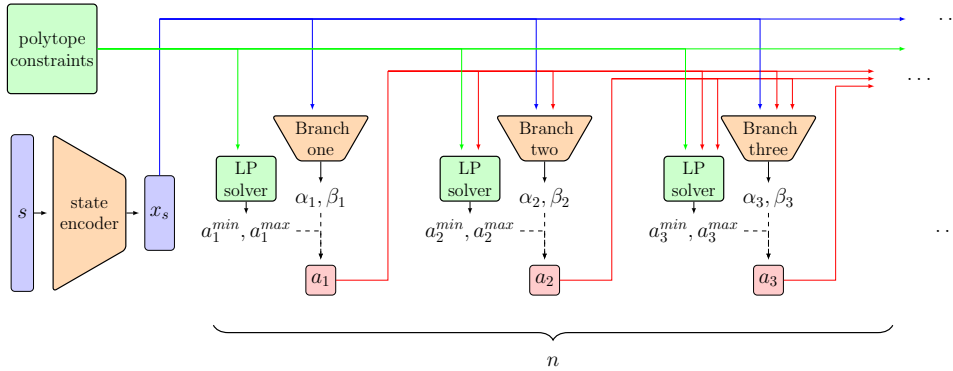 polytope
constraints
s
state
encoder
x_s
LP
solver
Branch
one
α_1, β_1
a_1^{min}, a_1^{max}
a_1
LP
solver
Branch
two
α_2, β_2
a_2^{min}, a_2^{max}
a_2
LP
solver
Branch
three
α_3, β_3
a_3^{min}, a_3^{max}
a_3
. .
. . .
. .
n